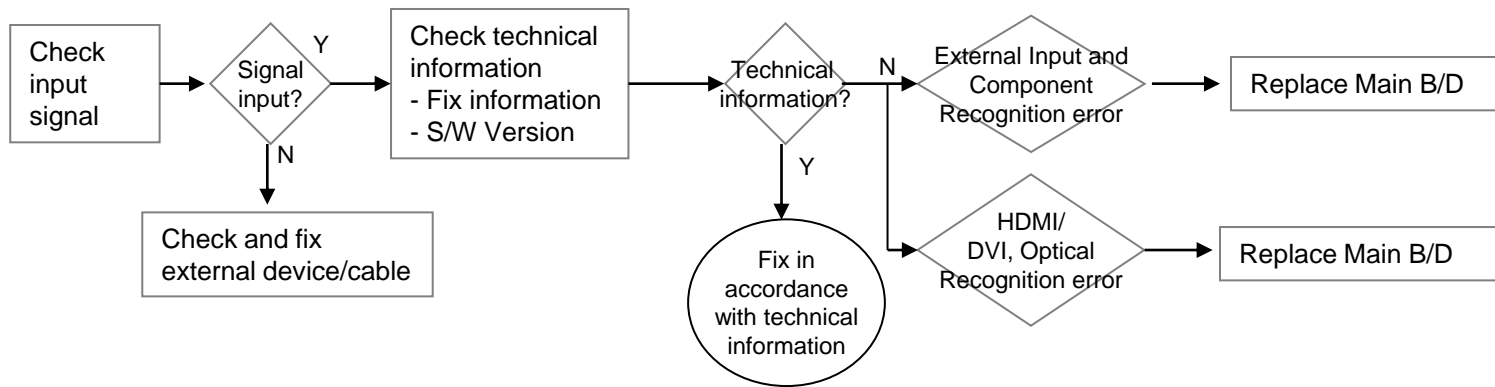 Check
input
signal
Signal
input?
Y
N
Check and fix
external device/cable
Check technical
information
- Fix information
- S/W Version
Technical
information?
N
Y
Fix in
accordance
with technical
information
External Input and
Component
Recognition error
Replace Main B/D
HDMI/
DVI, Optical
Recognition error
Replace Main B/D